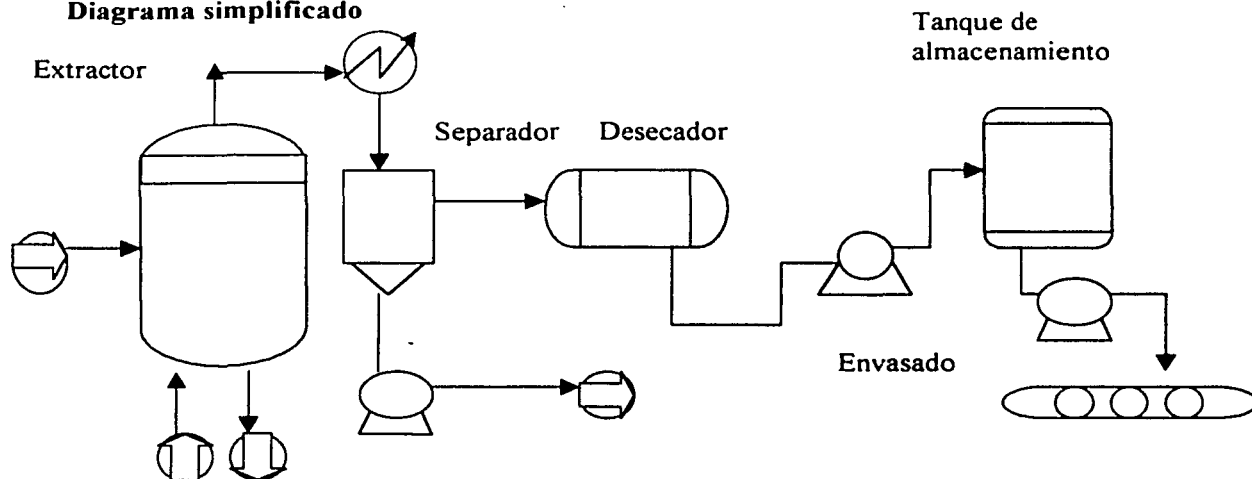 Diagrama simplificado
Extractor
Tanque de
almacenamiento
Separador
Desecador
Envasado